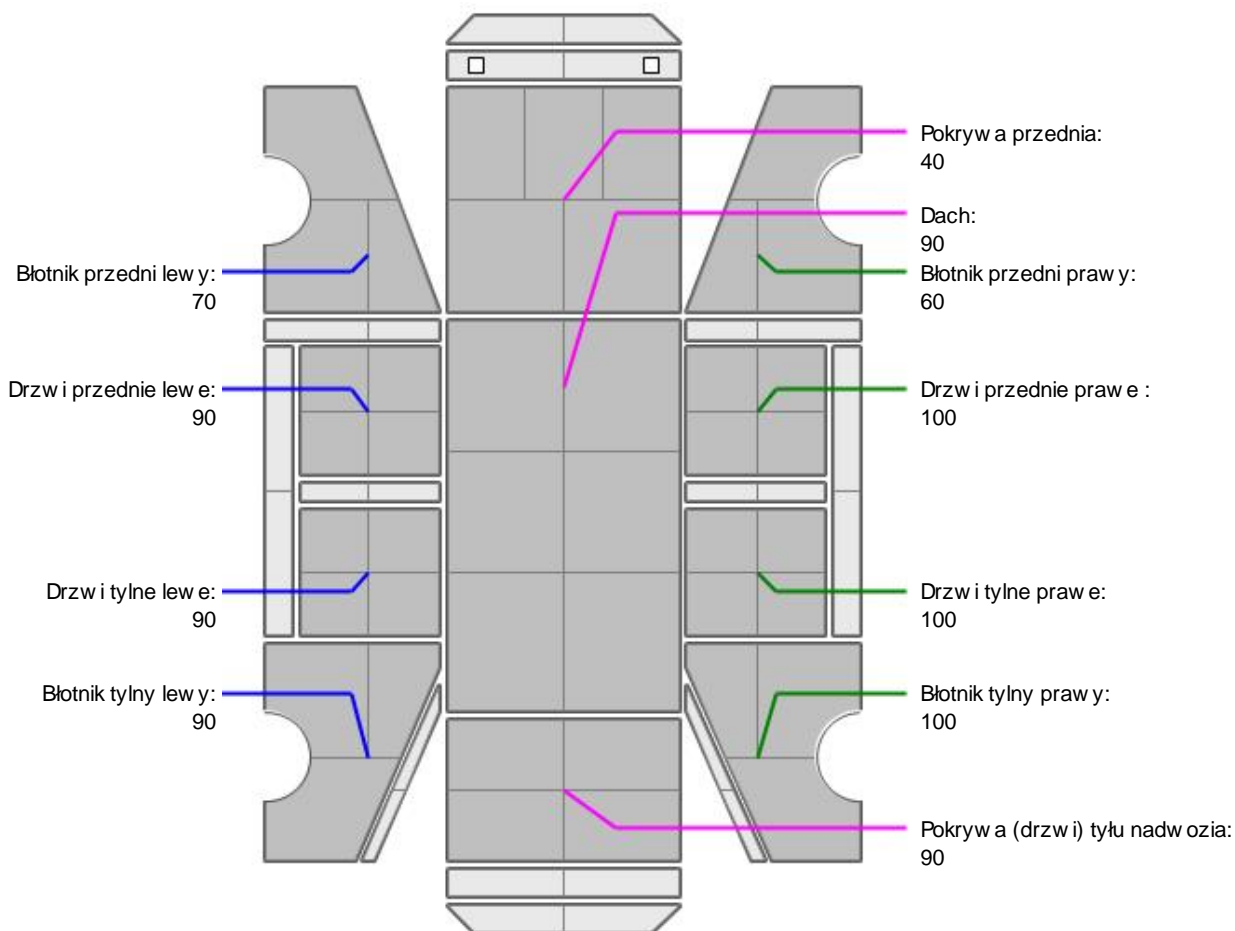 Błotnik przedni lewy:
70
Drzwi przednie lewe:
90
Drzwi tylne lewe:
90
Błotnik tylny lewy:
90
Pokrywa przednia:
40
Dach:
90
Błotnik przedni prawy:
60
Drzwi przednie prawe :
100
Drzwi tylne prawe:
100
Błotnik tylny prawy:
100
Pokrywa (drzwi) tyłu nadwozia:
90